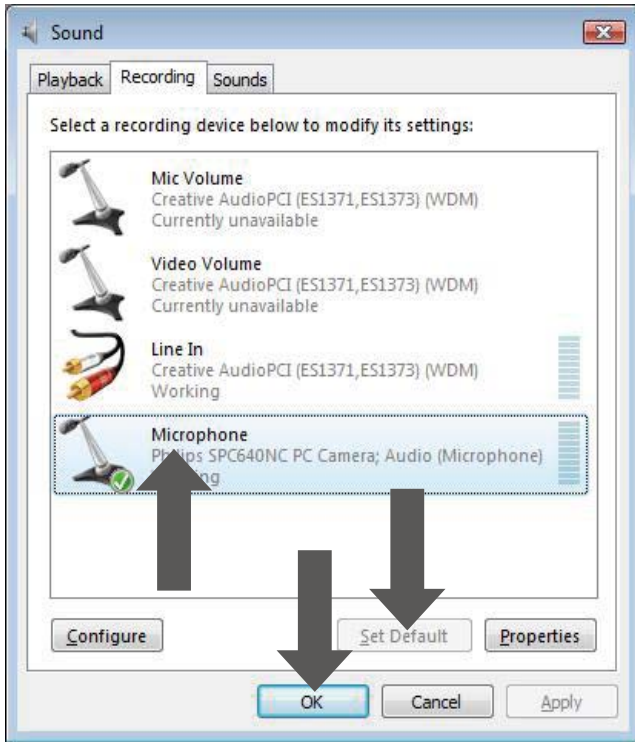 Sound
Playback Recording Sounds
Select a recording device below to modify its settings:
Mic Volume
Creative AudioPCI (ES1371,ES1373) (WDM)
Currently unavailable
Video Volume
Creative AudioPCI (ES1371,ES1373) (WDM)
Currently unavailable
Line In
Creative AudioPCI (ES1371,ES1373) (WDM)
Working
Microphone
Philips SPC640NC PC Camera; Audio (Microphone)
Configure Set Default Properties
OK Cancel Apply